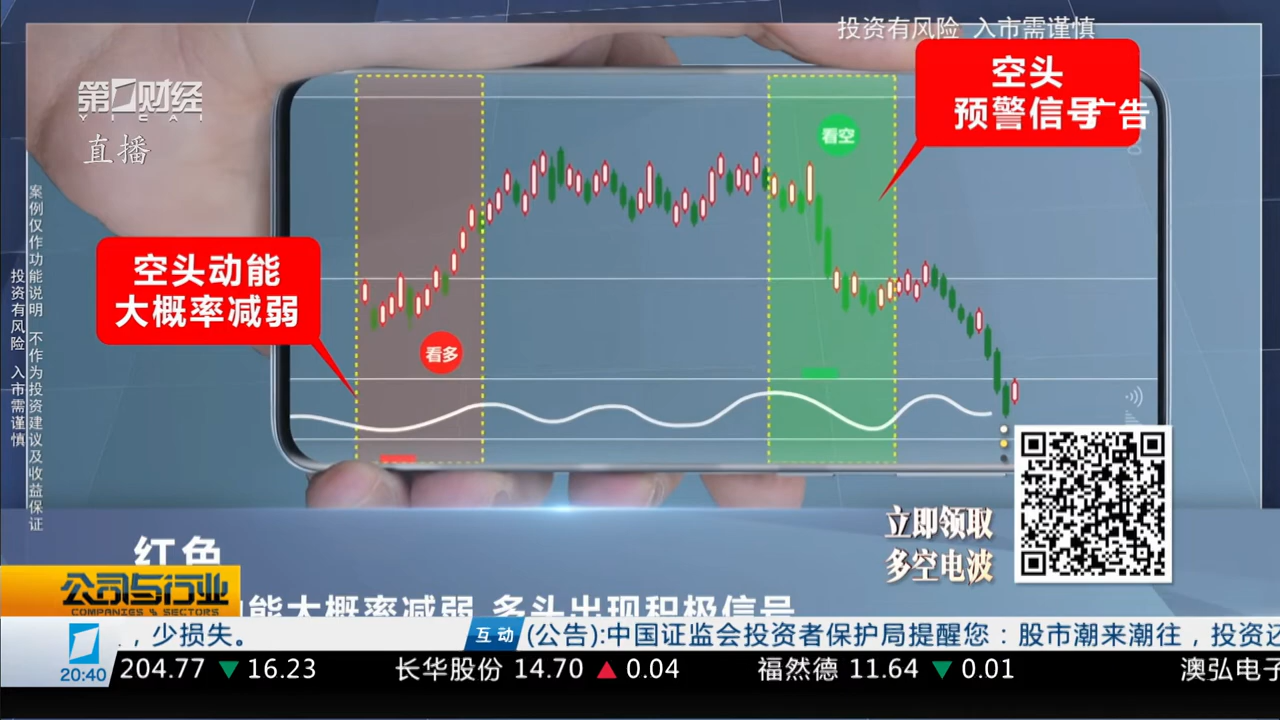 投资有风险 入市需谨慎
第一财经
YICAI
直播
空头
预警信号
广告
看空
案例仅作功能说明 不作为投资建议及收益保证
投资有风险 入市需谨慎
空头动能
大概率减弱
看多
立即领取
多空电波
红色
能大概率减弱 多头出现积极信号
公司与行业
COMPANIES & SECTORS
，少损失。
互动
(公告):中国证监会投资者保护局提醒您：股市潮来潮往，投资还
20:40
204.77 ▼ 16.23 长华股份 14.70 ▲ 0.04 福然德 11.64 ▼ 0.01 澳弘电子